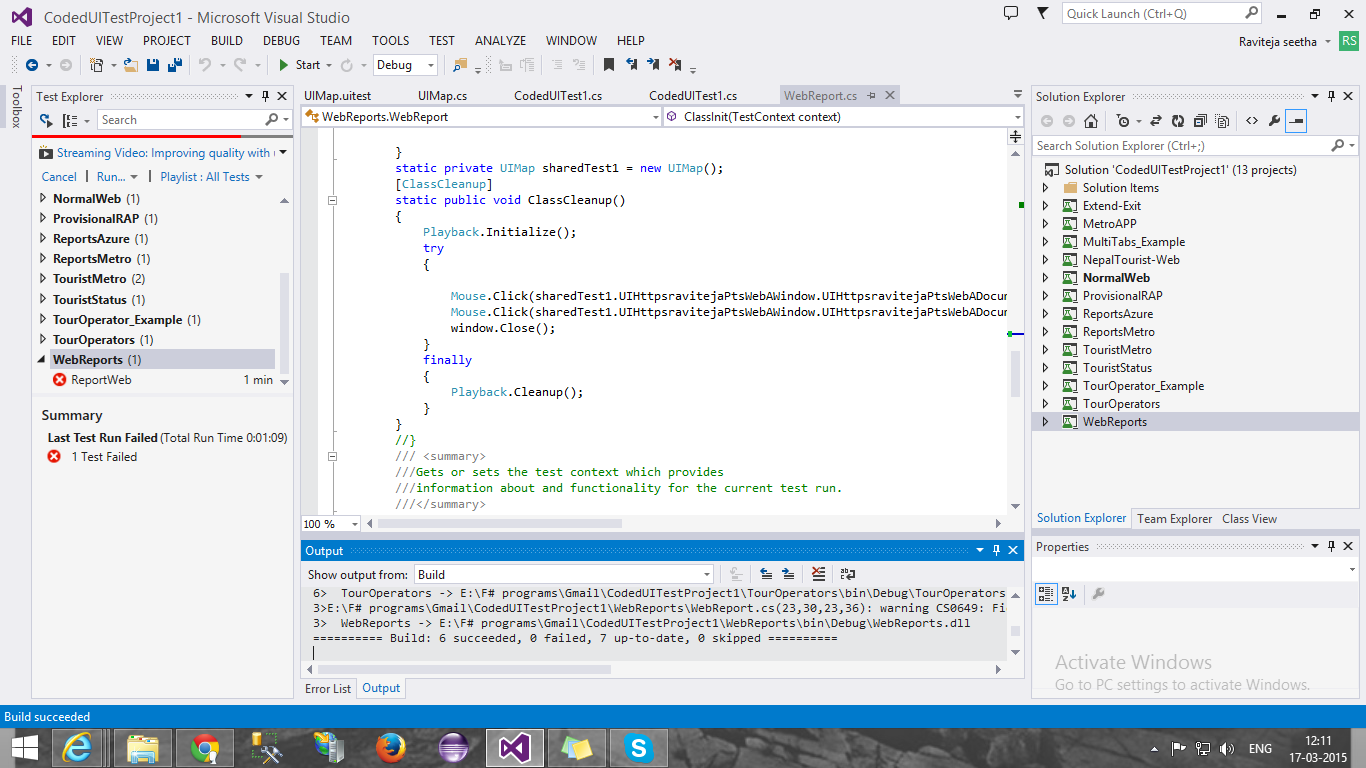 CodedUITestProject1 - Microsoft Visual Studio
Quick Launch (Ctrl+Q)
FILE EDIT VIEW PROJECT BUILD DEBUG TEAM TOOLS TEST ANALYZE WINDOW HELP
Raviteja seetha RS
Start Debug
Toolbox
Test Explorer
Search
Streaming Video: Improving quality with
Cancel Run... Playlist : All Tests
NormalWeb (1)
ProvisionalRAP (1)
ReportsAzure (1)
ReportsMetro (1)
TouristMetro (2)
TouristStatus (1)
TourOperator_Example (1)
TourOperators (1)
WebReports (1)
ReportWeb 1 min
Summary
Last Test Run Failed (Total Run Time 0:01:09)
1 Test Failed
UIMap.uitest UIMap.cs CodedUITest1.cs CodedUITest1.cs WebReport.cs
WebReports.WebReport ClassInit(TestContext context)
}
static private UIMap sharedTest1 = new UIMap();
[ClassCleanup]
static public void ClassCleanup()
{
Playback.Initialize();
try
{
Mouse.Click(sharedTest1.UIHttpsravitejaPtsWebAWindow.UIHttpsravitejaPtsWebADocu
Mouse.Click(sharedTest1.UIHttpsravitejaPtsWebAWindow.UIHttpsravitejaPtsWebADocu
window.Close();
}
finally
{
Playback.Cleanup();
}
}
//}
/// <summary>
///Gets or sets the test context which provides
///information about and functionality for the current test run.
///</summary>
100 %
Output
Show output from: Build
6> TourOperators -> E:\F# programs\Gmail\CodedUITestProject1\TourOperators\bin\Debug\TourOperators
3>E:\F# programs\Gmail\CodedUITestProject1\WebReports\WebReport.cs(23,30,23,36): warning CS0649: Fi
3> WebReports -> E:\F# programs\Gmail\CodedUITestProject1\WebReports\bin\Debug\WebReports.dll
========== Build: 6 succeeded, 0 failed, 7 up-to-date, 0 skipped ==========
Error List Output
Solution Explorer
Search Solution Explorer (Ctrl+;)
Solution 'CodedUITestProject1' (13 projects)
Solution Items
Extend-Exit
MetroAPP
MultiTabs_Example
NepalTourist-Web
NormalWeb
ProvisionalRAP
ReportsAzure
ReportsMetro
TouristMetro
TouristStatus
TourOperator_Example
TourOperators
WebReports
Solution Explorer Team Explorer Class View
Properties
Activate Windows
Go to PC settings to activate Windows.
Build succeeded
ENG
12:11
17-03-2015